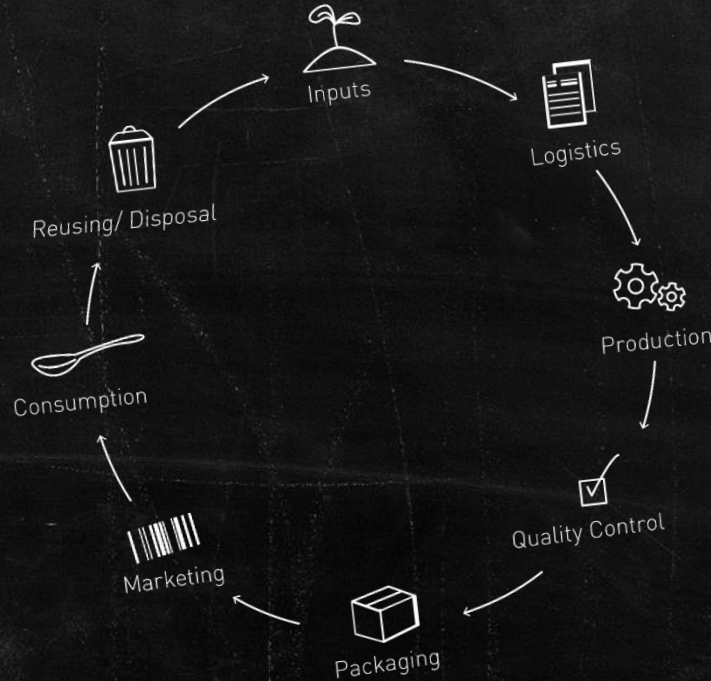 Inputs
Logistics
Production
Quality Control
Packaging
Marketing
Consumption
Reusing/ Disposal